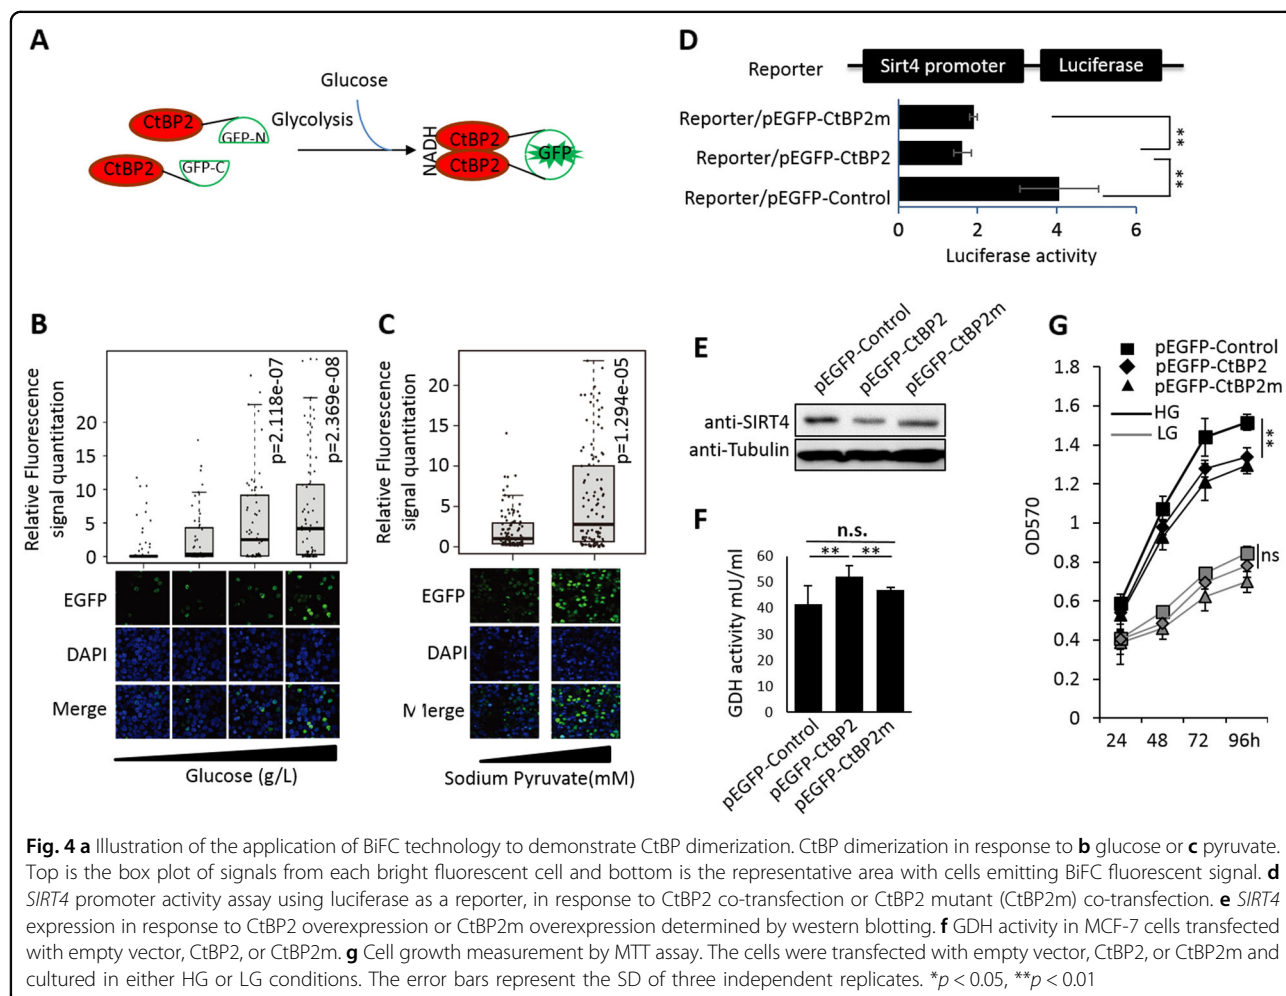 A
Glucose
Glycolysis
CtBP2
GFP-N
CtBP2
GFP-C
NADH
CtBP2
CtBP2
GFP
D
Reporter
Sirt4 promoter
Luciferase
Reporter/pEGFP-CtBP2m
Reporter/pEGFP-CtBP2
Reporter/pEGFP-Control
**
**
0 2 4 6
Luciferase activity
B
Relative Fluorescence
signal quantitation
20
15
10
5
0
p=2.118e-07
p=2.369e-08
EGFP
DAPI
Merge
Glucose (g/L)
C
Relative Fluorescence
signal quantitation
20
15
10
5
0
p=1.294e-05
EGFP
DAPI
Merge
Sodium Pyruvate(mM)
E
pEGFP-Control
pEGFP-CtBP2
pEGFP-CtBP2m
anti-SIRT4
anti-Tubulin
F
n.s.
** **
GDH activity mU/ml
60
50
40
30
20
10
0
pEGFP-Control
pEGFP-CtBP2
pEGFP-CtBP2m
G
pEGFP-Control
pEGFP-CtBP2
pEGFP-CtBP2m
HG
LG
OD570
1.8
1.6
1.4
1.2
1
0.8
0.6
0.4
0.2
0
**
ns
24 48 72 96h
Fig. 4 a Illustration of the application of BiFC technology to demonstrate CtBP dimerization. CtBP dimerization in response to b glucose or c pyruvate.
Top is the box plot of signals from each bright fluorescent cell and bottom is the representative area with cells emitting BiFC fluorescent signal. d
SIRT4 promoter activity assay using luciferase as a reporter, in response to CtBP2 co-transfection or CtBP2 mutant (CtBP2m) co-transfection. e SIRT4
expression in response to CtBP2 overexpression or CtBP2m overexpression determined by western blotting. f GDH activity in MCF-7 cells transfected
with empty vector, CtBP2, or CtBP2m. g Cell growth measurement by MTT assay. The cells were transfected with empty vector, CtBP2, or CtBP2m and
cultured in either HG or LG conditions. The error bars represent the SD of three independent replicates. *p < 0.05, **p < 0.01